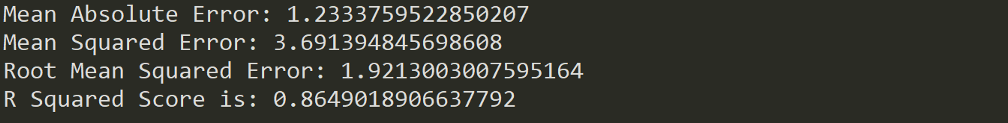 Mean Absolute Error: 1.2333759522850207
Mean Squared Error: 3.691394845698608
Root Mean Squared Error: 1.9213003007595164
R Squared Score is: 0.8649018906637792